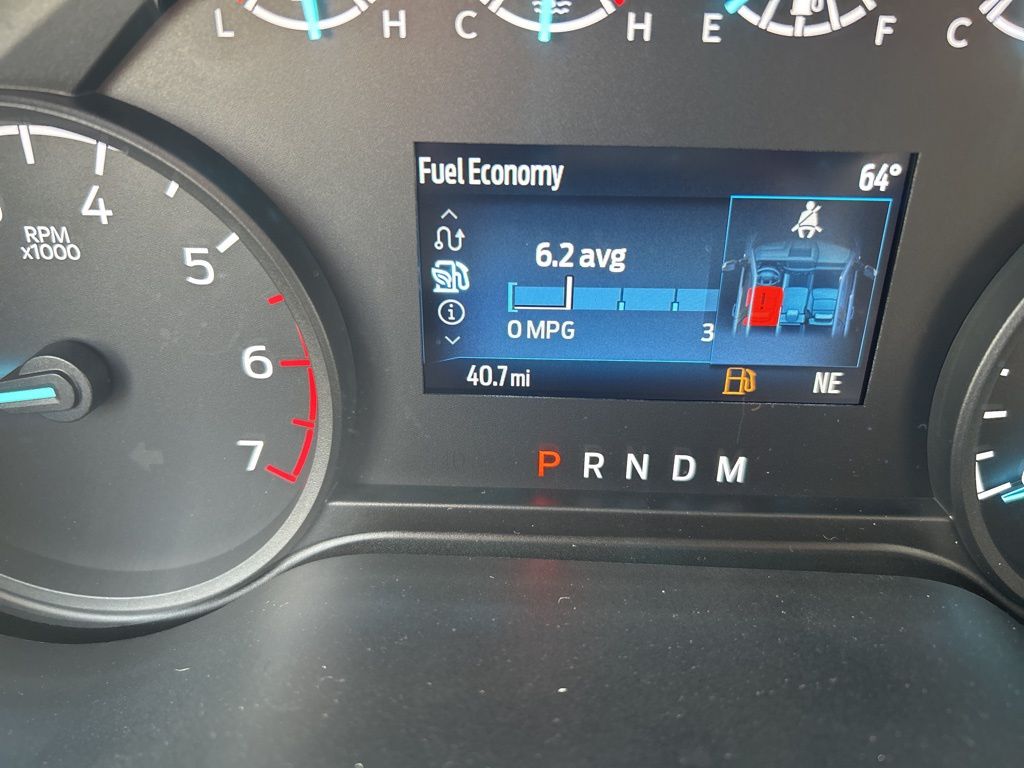 L H C H E F C
Fuel Economy 64°
4
RPM
x1000
5
6.2 avg
0 MPG 3
6
40.7 mi NE
7
P R N D M